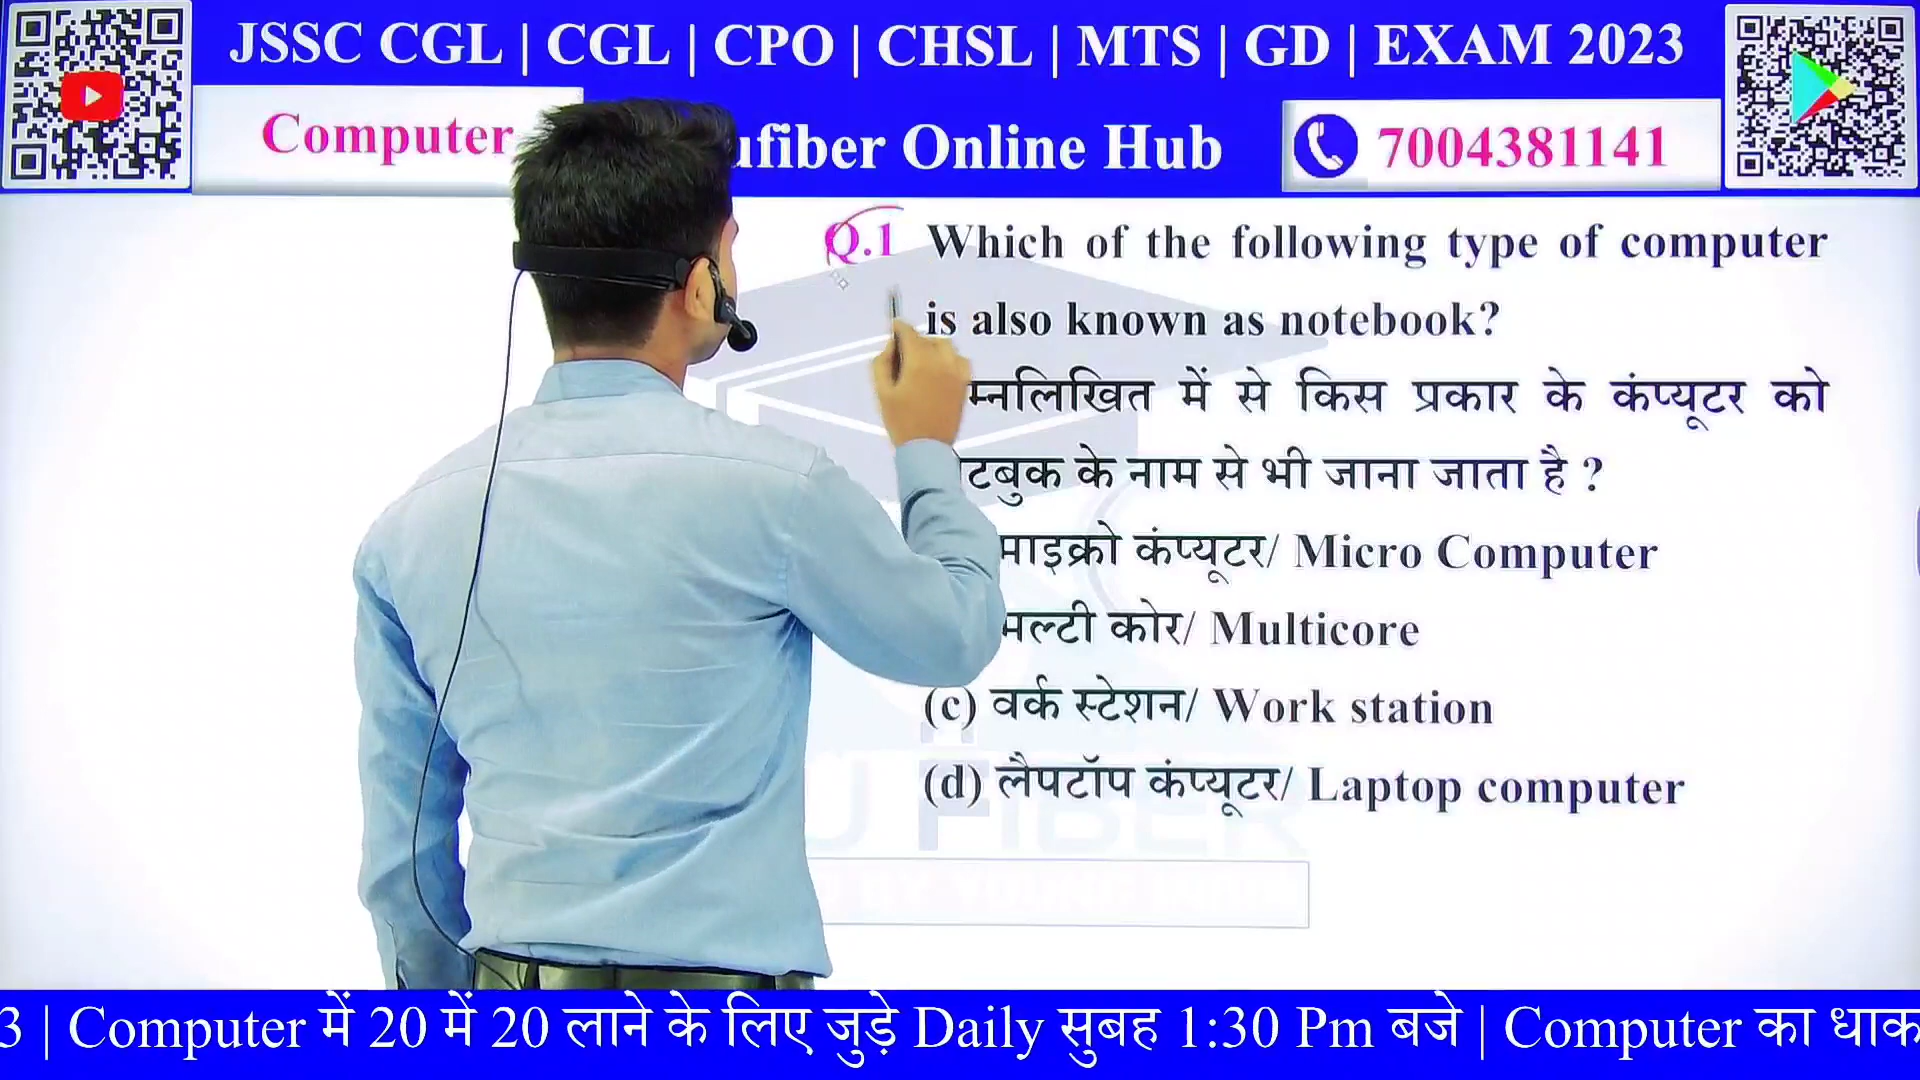 JSSC CGL | CGL | CPO | CHSL | MTS | GD | EXAM 2023
Computer
ufiber Online Hub
7004381141
Q.1 Which of the following type of computer
is also known as notebook?
म्नलिखित में से किस प्रकार के कंप्यूटर को
टबुक के नाम से भी जाना जाता है ?
माइक्रो कंप्यूटर/ Micro Computer
मल्टी कोर/ Multicore
(c) वर्क स्टेशन/ Work station
(d) लैपटॉप कंप्यूटर/ Laptop computer
U FIBER
3 | Computer में 20 में 20 लाने के लिए जुड़े Daily सुबह 1:30 Pm बजे | Computer का धाक